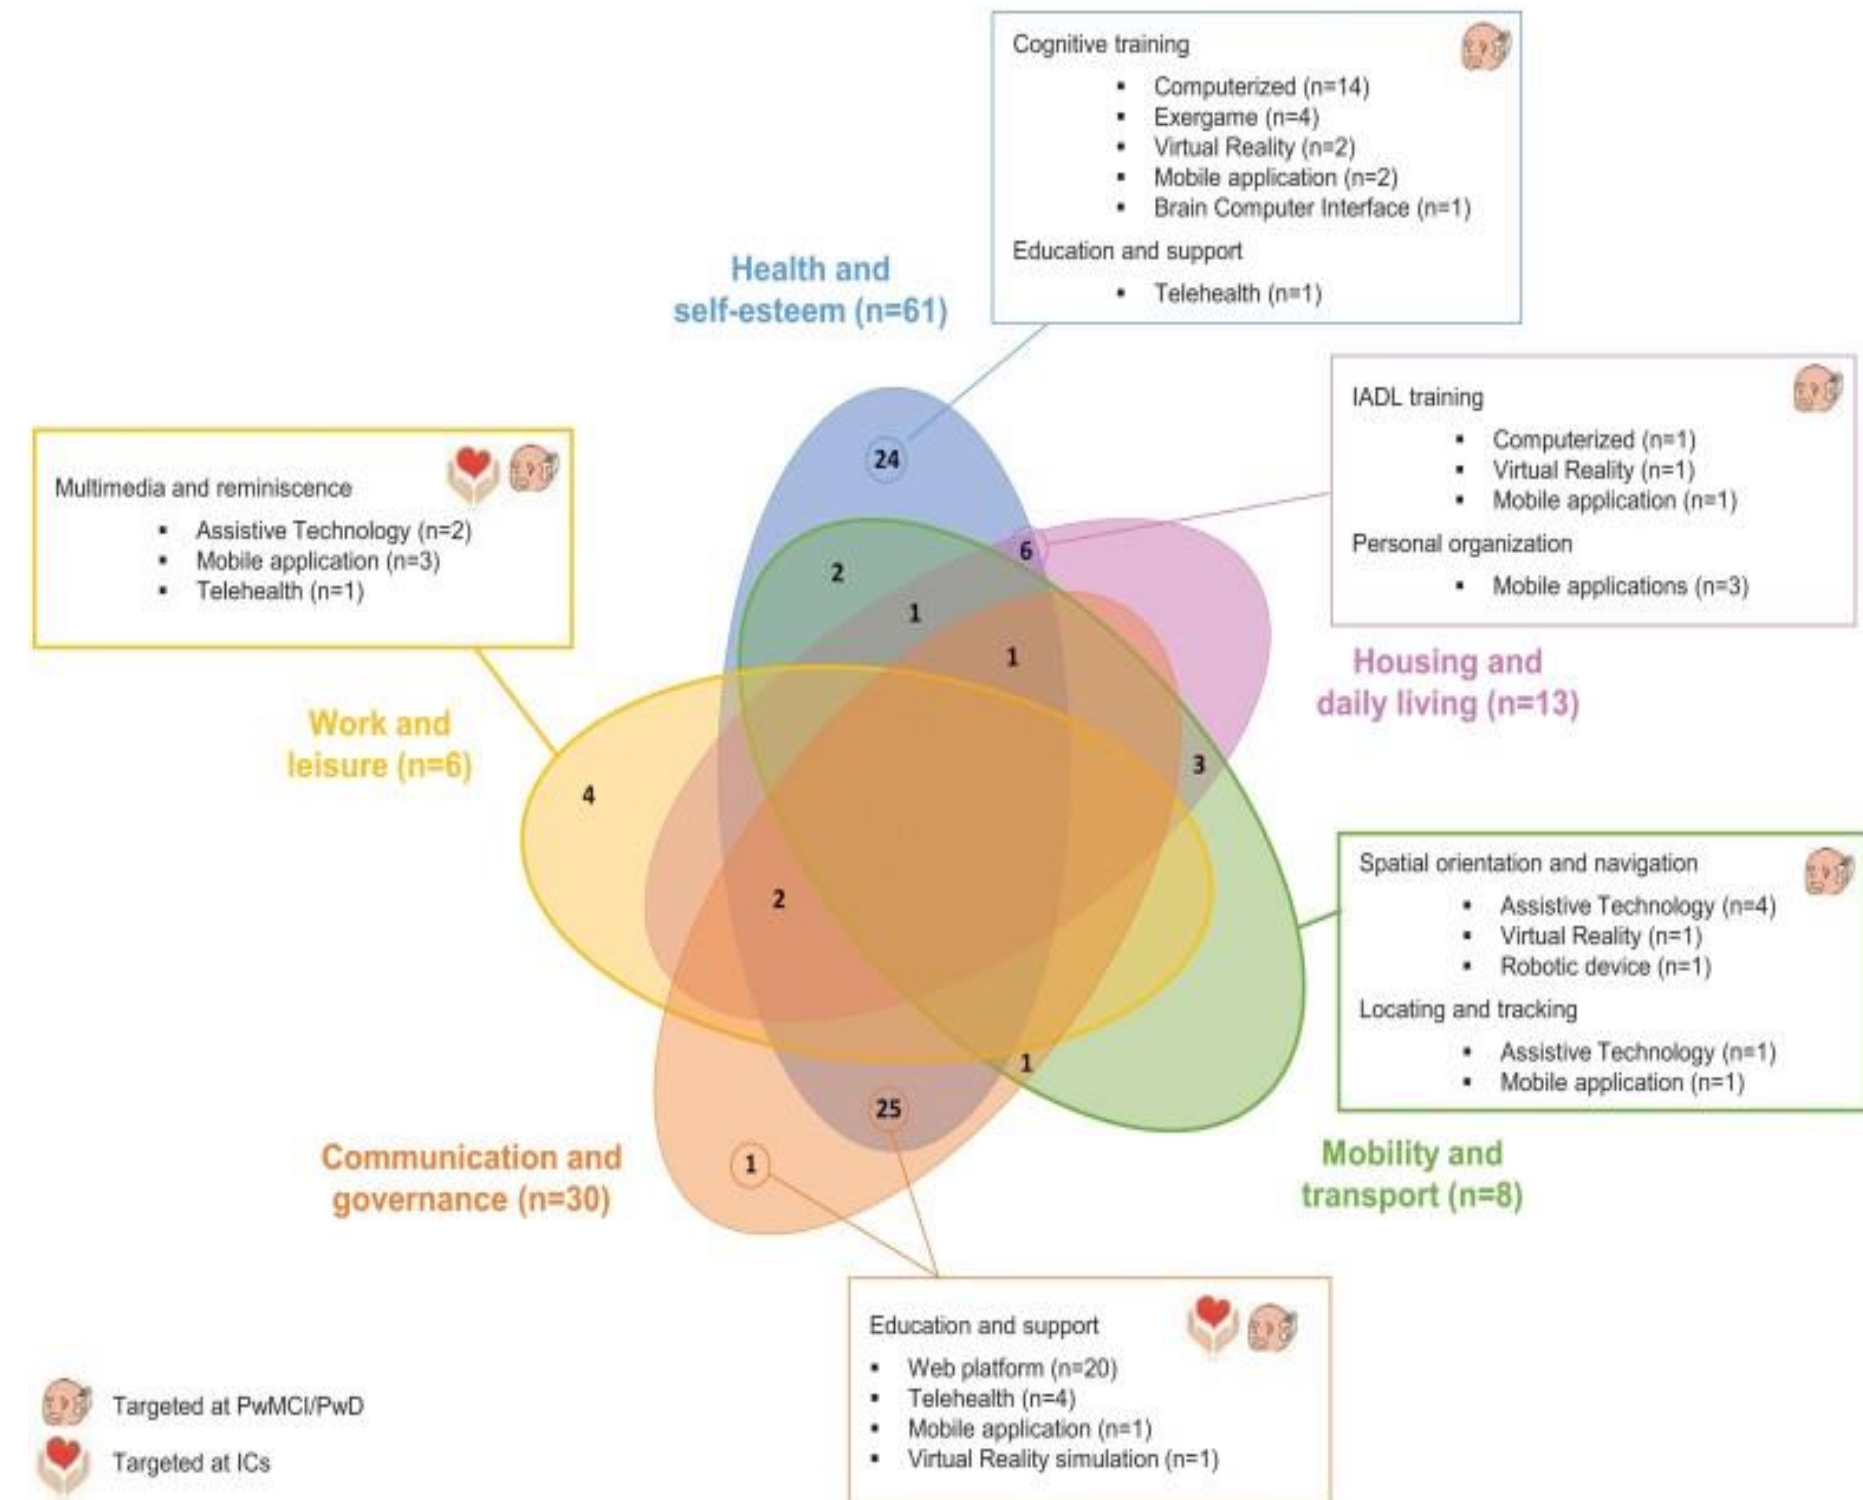 Cognitive training
▪ Computerized (n=14)
▪ Exergame (n=4)
▪ Virtual Reality (n=2)
▪ Mobile application (n=2)
▪ Brain Computer Interface (n=1)
Education and support
▪ Telehealth (n=1)
Health and
self-esteem (n=61)
IADL training
▪ Computerized (n=1)
▪ Virtual Reality (n=1)
▪ Mobile application (n=1)
Personal organization
▪ Mobile applications (n=3)
Housing and
daily living (n=13)
Multimedia and reminiscence
▪ Assistive Technology (n=2)
▪ Mobile application (n=3)
▪ Telehealth (n=1)
Work and
leisure (n=6)
24
6
2
1
1
3
4
2
1
25
1
Spatial orientation and navigation
▪ Assistive Technology (n=4)
▪ Virtual Reality (n=1)
▪ Robotic device (n=1)
Locating and tracking
▪ Assistive Technology (n=1)
▪ Mobile application (n=1)
Mobility and
transport (n=8)
Communication and
governance (n=30)
Education and support
▪ Web platform (n=20)
▪ Telehealth (n=4)
▪ Mobile application (n=1)
▪ Virtual Reality simulation (n=1)
Targeted at PwMCI/PwD
Targeted at ICs